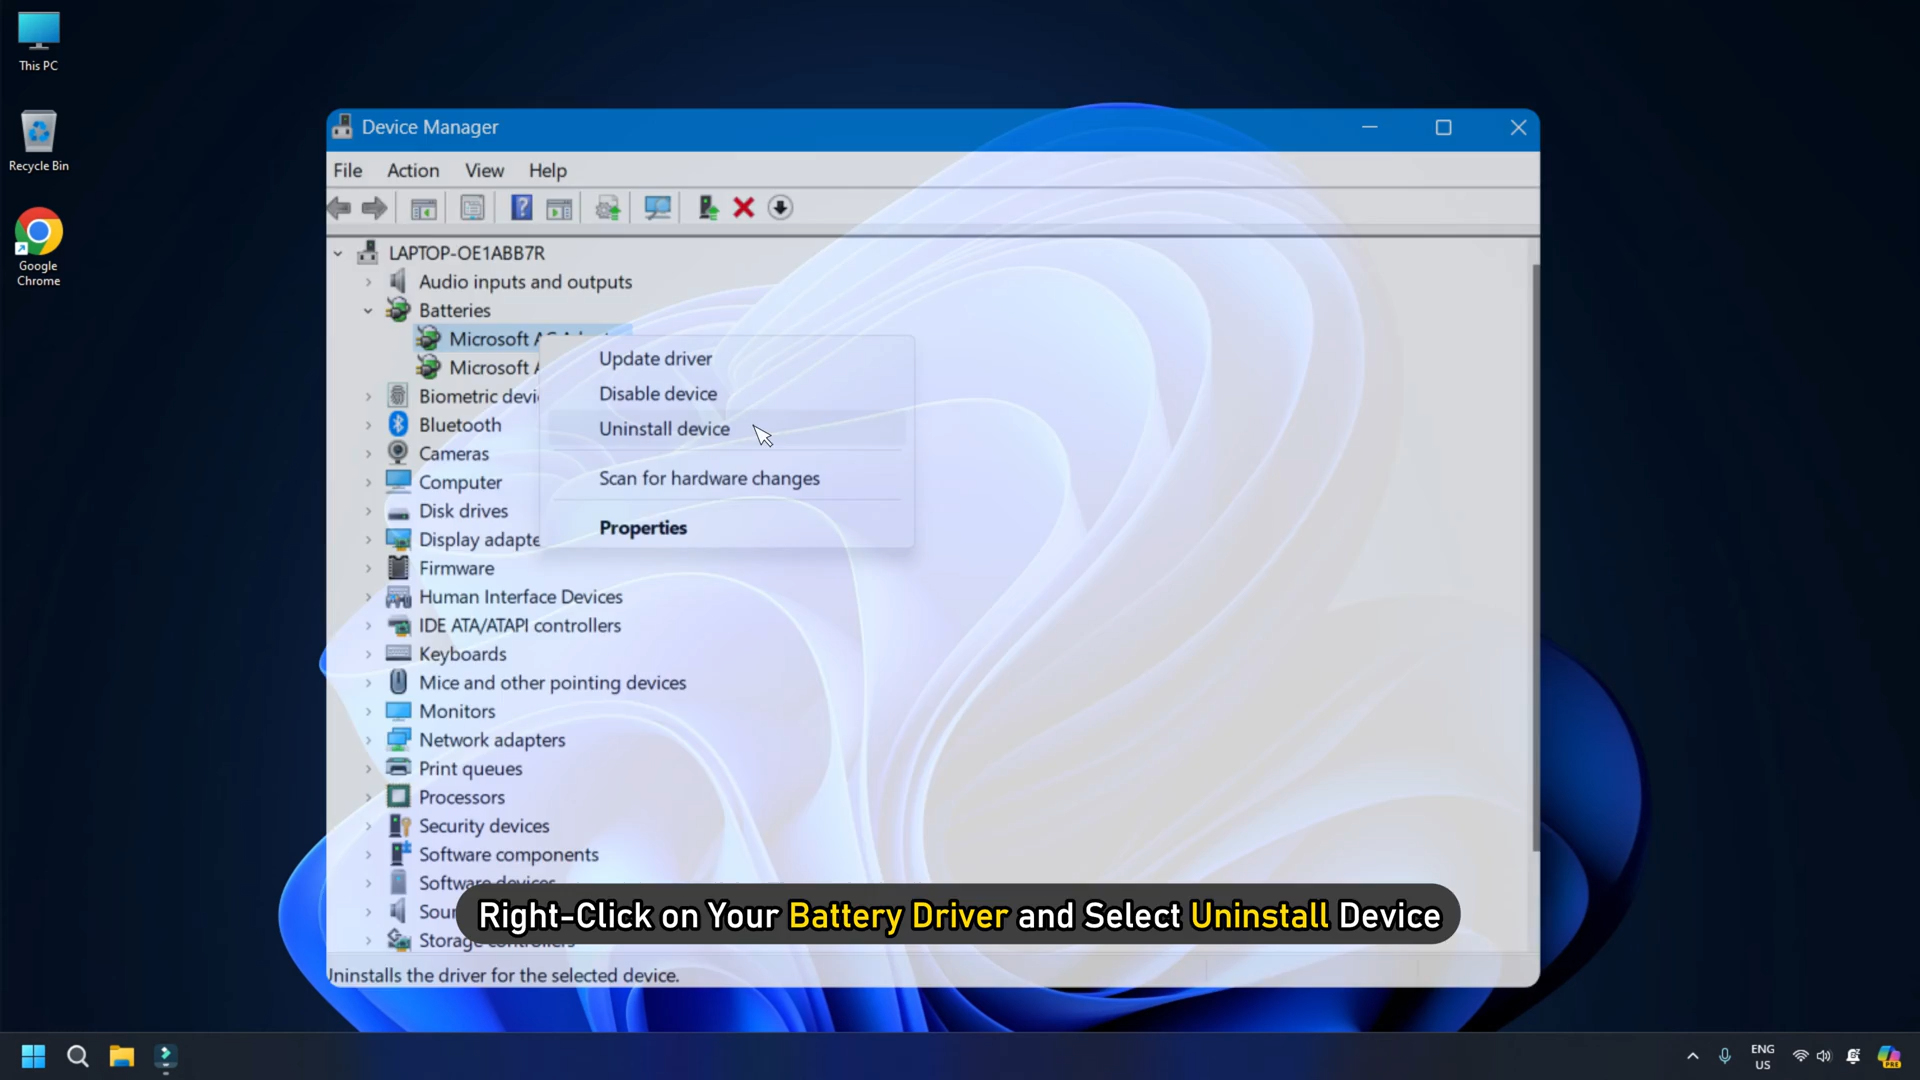 This PC
Recycle Bin
Google
Chrome
Device Manager
File Action View Help
LAPTOP-OE1ABB7R
Audio inputs and outputs
Batteries
Microsoft
Microsoft
Update driver
Disable device
Uninstall device
Scan for hardware changes
Properties
Biometric
Bluetooth
Cameras
Computer
Disk drives
Display
Firmware
Human Interface Devices
IDE ATA/ATAPI controllers
Keyboards
Mice and other pointing devices
Monitors
Network adapters
Print queues
Processors
Security devices
Software components
Software devices
Storage controllers
Right-Click on Your Battery Driver and Select Uninstall Device
Uninstalls the driver for the selected device.
ENG
US
PRE